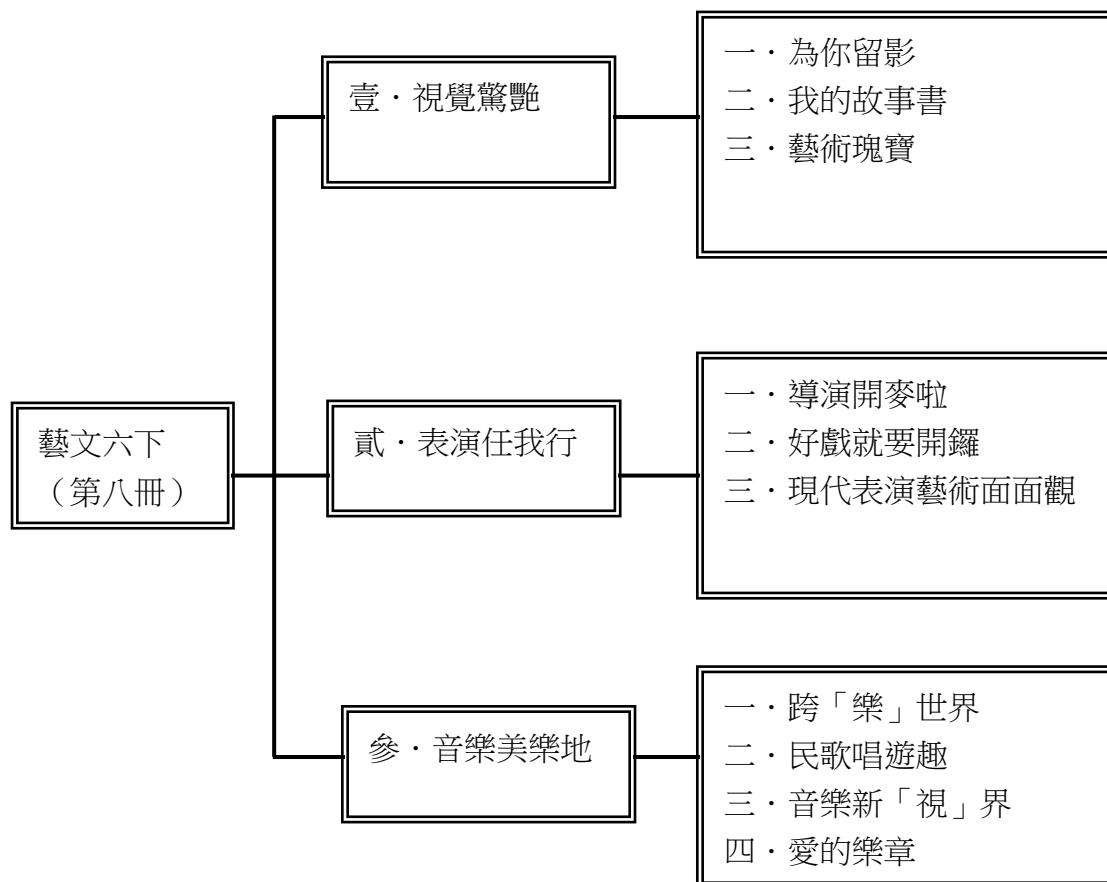 藝文六下
（第八冊）
壹．視覺驚艷
一．為你留影
二．我的故事書
三．藝術瑰寶
貳．表演任我行
一．導演開麥啦
二．好戲就要開鑼
三．現代表演藝術面面觀
參．音樂美樂地
一．跨「樂」世界
二．民歌唱遊趣
三．音樂新「視」界
四．愛的樂章